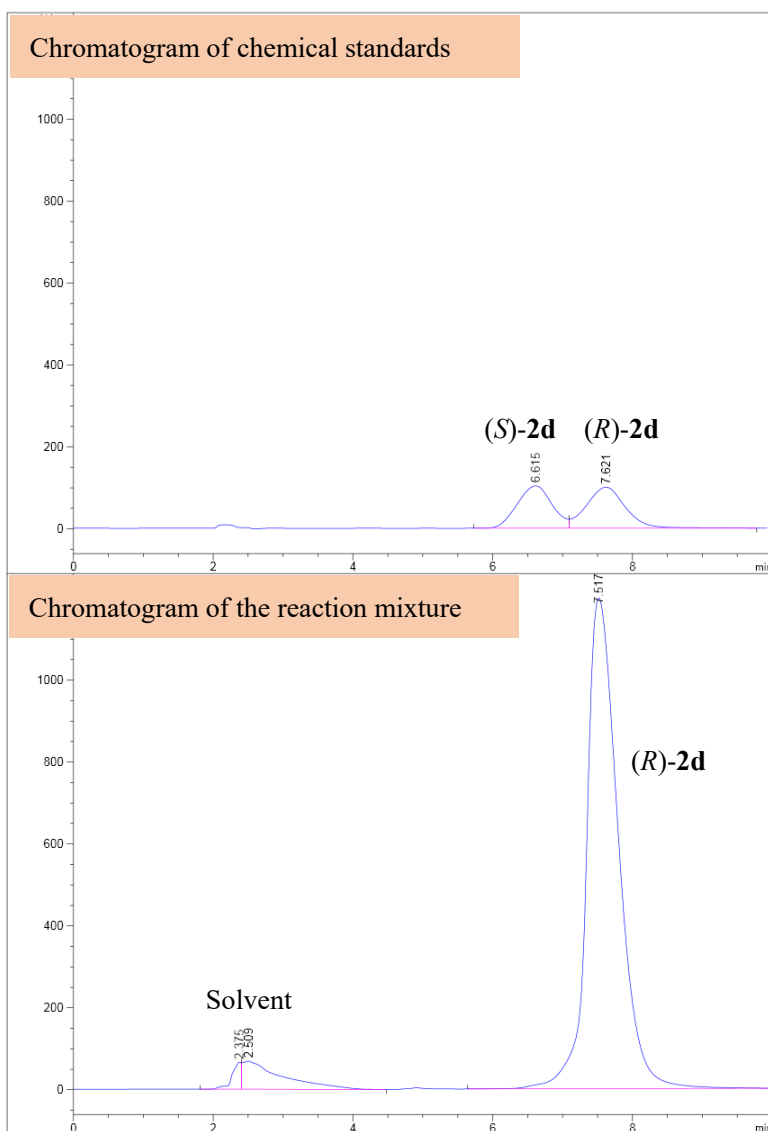 Chromatogram of chemical standards
1000
800
600
400
200
0
(S)-2d (R)-2d
6.615
7.621
0 2 4 6 8 min
Chromatogram of the reaction mixture
7.517
1000
800
600
400
200
0
(R)-2d
Solvent
2.375
2.509
0 2 4 6 8